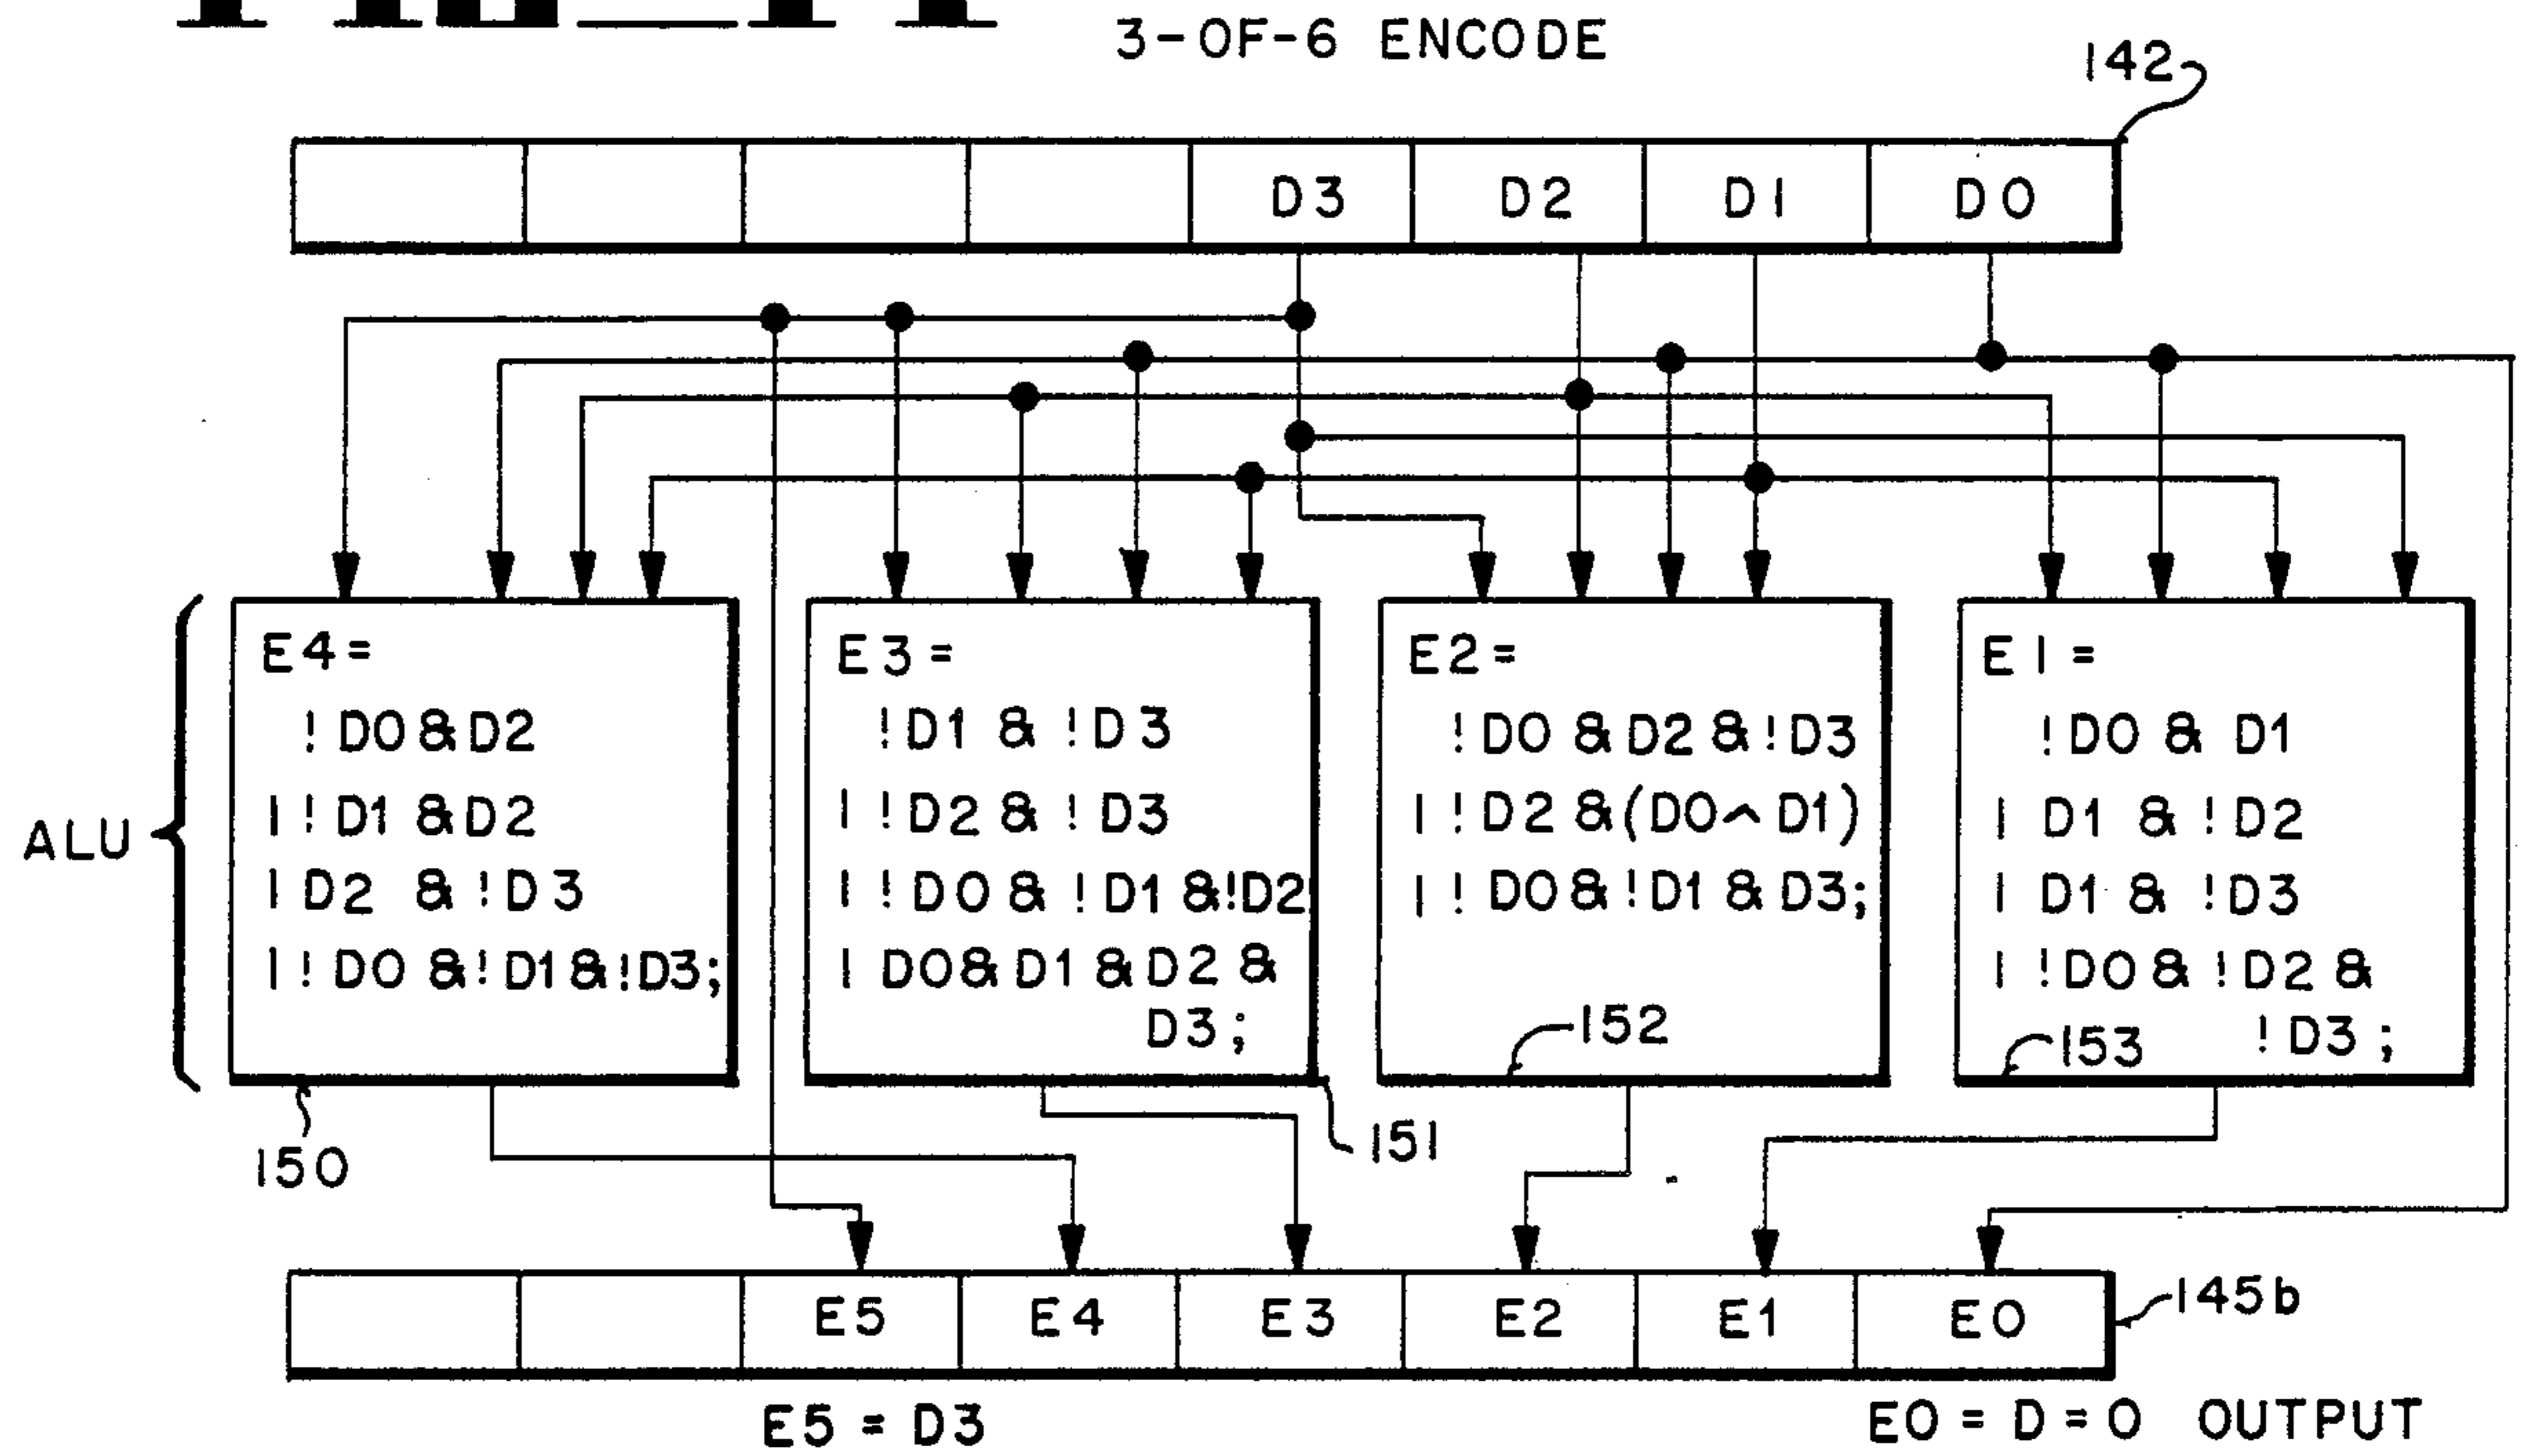 3-OF-6 ENCODE
142
D3 D2 D1 D0
ALU
E4=
! D0 & D2
| ! D1 & D2
| D2 & ! D3
| ! D0 & ! D1 & ! D3;
E3=
! D1 & ! D3
| ! D2 & ! D3
| ! D0 & ! D1 & ! D2
| D0 & D1 & D2 &
D3;
E2=
! D0 & D2 & ! D3
| ! D2 & (D0 ^ D1)
| ! D0 & ! D1 & D3;
152
E1=
! D0 & D1
| D1 & ! D2
| D1 & ! D3
| ! D0 & ! D2 &
! D3;
153
150
151
E5 E4 E3 E2 E1 E0
145b
E5 = D3
E0 = D = 0 OUTPUT